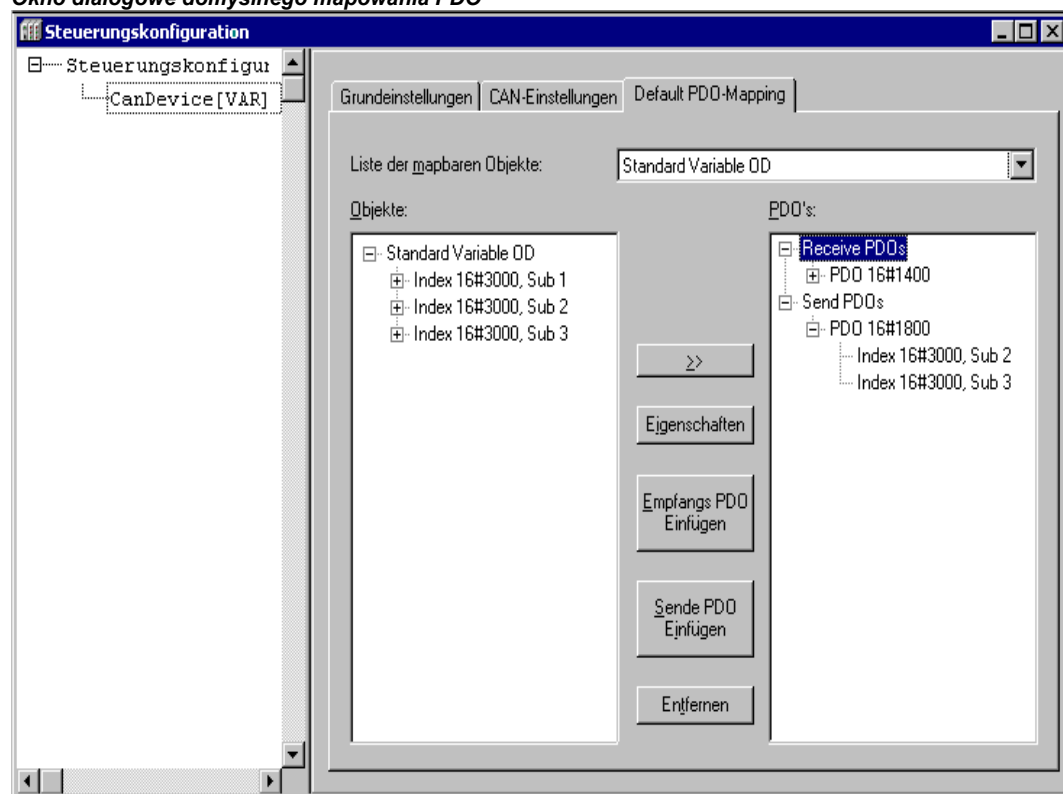 Okno dialogowe domyślnego mapowania PDO
Steuerungskonfiguration
Steuerungskonfigur
CanDevice[VAR]
Grundeinstellungen
CAN-Einstellungen
Default PDO-Mapping
Liste der mapbaren Objekte:
Standard Variable OD
Objekte:
PDO's:
Standard Variable OD
Index 16#3000, Sub 1
Index 16#3000, Sub 2
Index 16#3000, Sub 3
Receive PDOs
PDO 16#1400
Send PDOs
PDO 16#1800
Index 16#3000, Sub 2
Index 16#3000, Sub 3
>>
Eigenschaften
Empfangs PDO
Einfügen
Sende PDO
Einfügen
Entfernen